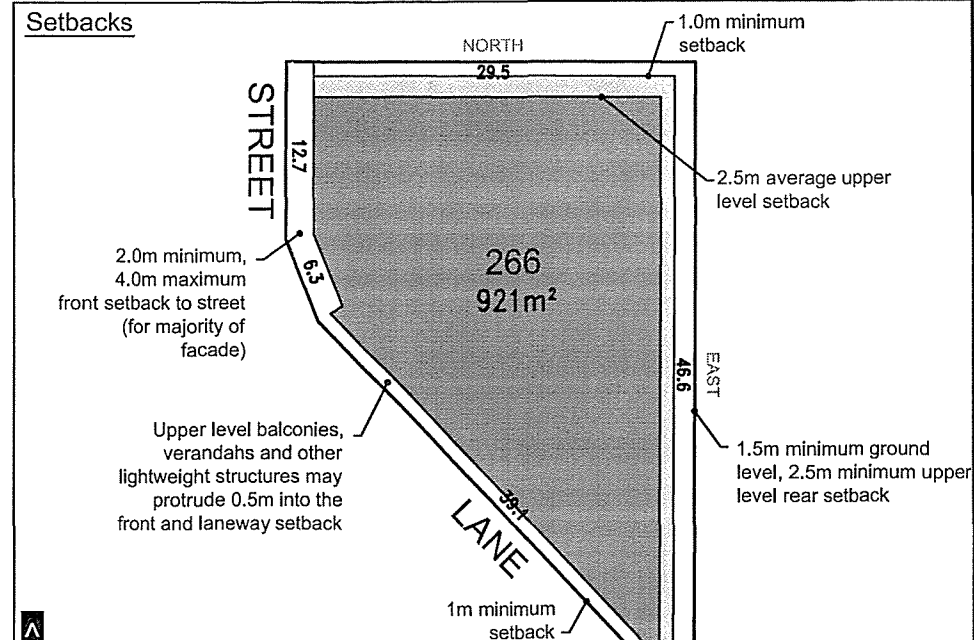 Setbacks
1.0m minimum
setback
NORTH
29.5
STREET
12.7
2.5m average upper
level setback
2.0m minimum,
4.0m maximum
front setback to street
(for majority of
facade)
6.3
266
921m²
46.6
EAST
Upper level balconies,
verandahs and other
lightweight structures may
protrude 0.5m into the
front and laneway setback
1.5m minimum ground
level, 2.5m minimum upper
level rear setback
39.1
LANE
1m minimum
setback